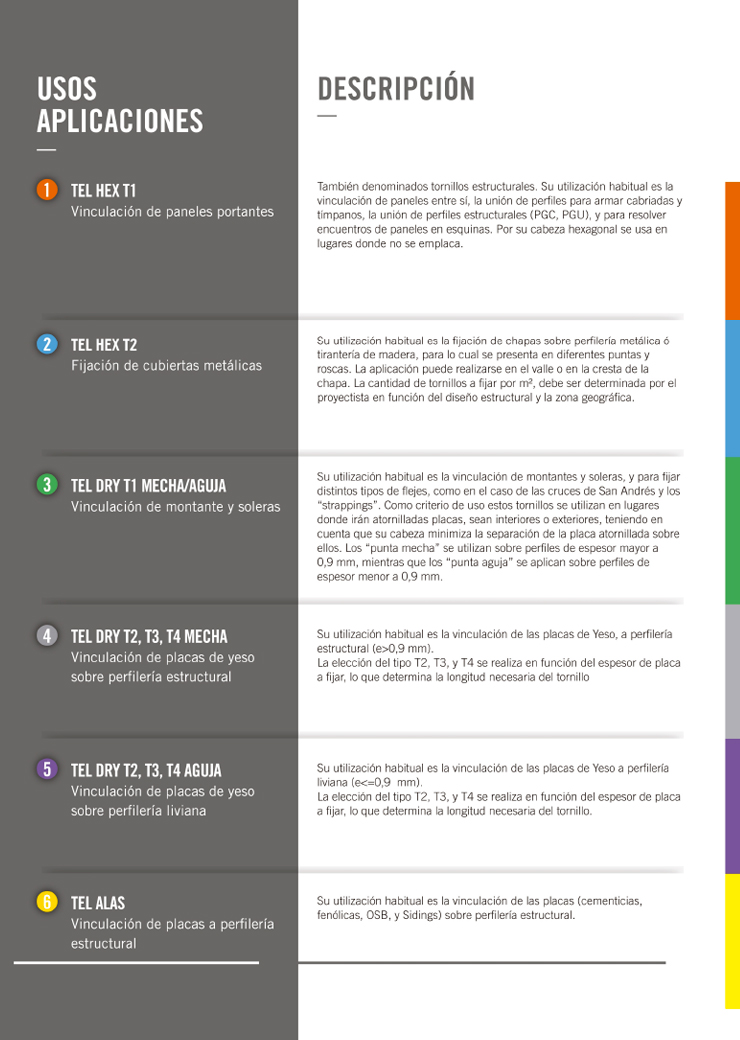 USOS
APLICACIONES
DESCRIPCIÓN
1 TEL HEX T1
Vinculación de paneles portantes
También denominados tornillos estructurales. Su utilización habitual es la
vinculación de paneles entre sí, la unión de perfiles para armar cabriadas y
tímpanos, la unión de perfiles estructurales (PGC, PGU), y para resolver
encuentros de paneles en esquinas. Por su cabeza hexagonal se usa en
lugares donde no se emplaca.
2 TEL HEX T2
Fijación de cubiertas metálicas
Su utilización habitual es la fijación de chapas sobre perfilería metálica ó
tirantería de madera, para lo cual se presenta en diferentes puntas y
roscas. La aplicación puede realizarse en el valle o en la cresta de la
chapa. La cantidad de tornillos a fijar por m², debe ser determinada por el
proyectista en función del diseño estructural y la zona geográfica.
3 TEL DRY T1 MECHA/AGUJA
Vinculación de montante y soleras
Su utilización habitual es la vinculación de montantes y soleras, y para fijar
distintos tipos de flejes, como en el caso de las cruces de San Andrés y los
“strappings”. Como criterio de uso estos tornillos se utilizan en lugares
donde irán atornilladas placas, sean interiores o exteriores, teniendo en
cuenta que su cabeza minimiza la separación de la placa atornillada sobre
ellos. Los “punta mecha” se utilizan sobre perfiles de espesor mayor a
0,9 mm, mientras que los “punta aguja” se aplican sobre perfiles de
espesor menor a 0,9 mm.
4 TEL DRY T2, T3, T4 MECHA
Vinculación de placas de yeso
sobre perfilería estructural
Su utilización habitual es la vinculación de las placas de Yeso, a perfilería
estructural (e>0,9 mm).
La elección del tipo T2, T3, y T4 se realiza en función del espesor de placa
a fijar, lo que determina la longitud necesaria del tornillo
5 TEL DRY T2, T3, T4 AGUJA
Vinculación de placas de yeso
sobre perfilería liviana
Su utilización habitual es la vinculación de las placas de Yeso a perfilería
liviana (e<=0,9 mm).
La elección del tipo T2, T3, y T4 se realiza en función del espesor de placa
a fijar, lo que determina la longitud necesaria del tornillo.
6 TEL ALAS
Vinculación de placas a perfilería
estructural
Su utilización habitual es la vinculación de las placas (cementicias,
fenólicas, OSB, y Sidings) sobre perfilería estructural.